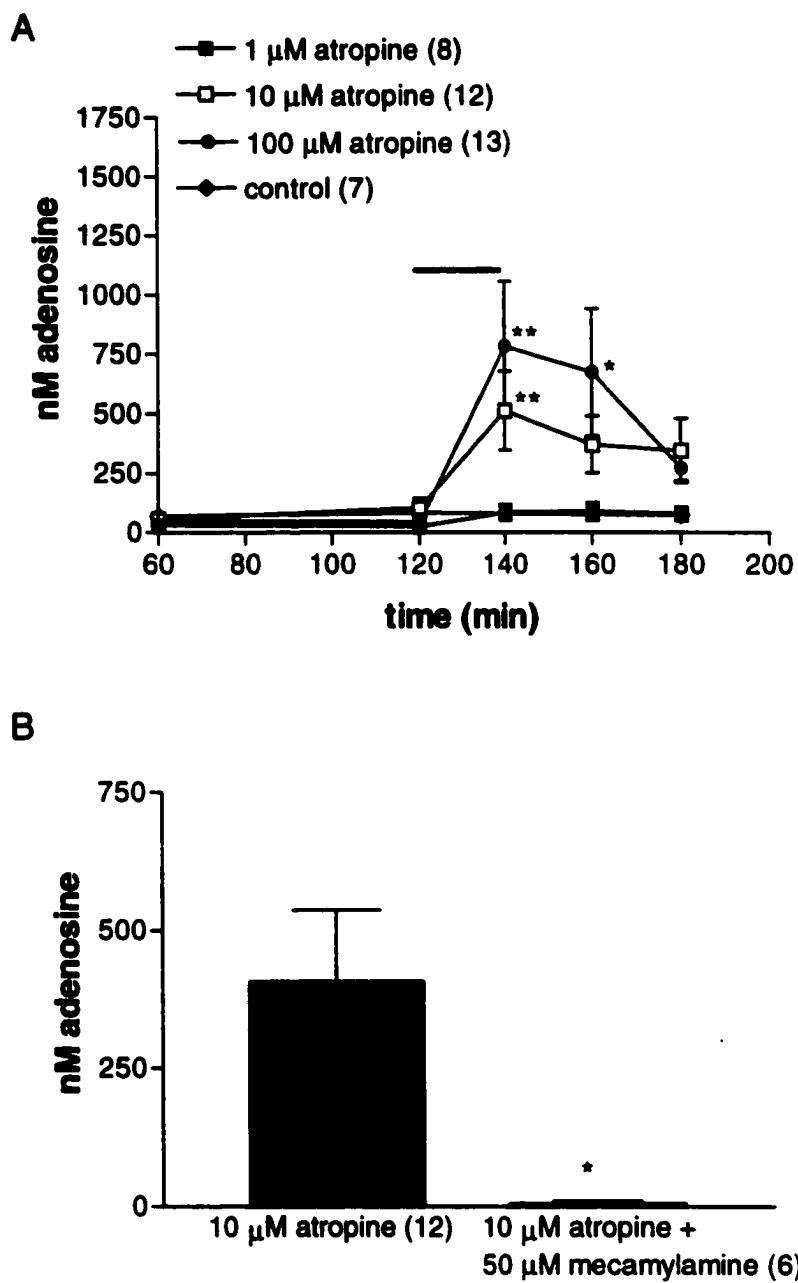 A
1 µM atropine (8)
10 µM atropine (12)
100 µM atropine (13)
control (7)
1750
1500
1250
1000
750
500
250
0
nM adenosine
**
*
**
60 80 100 120 140 160 180 200
time (min)
B
750
500
250
0
nM adenosine
*
10 µM atropine (12) 10 µM atropine +
50 µM mecamylamine (6)